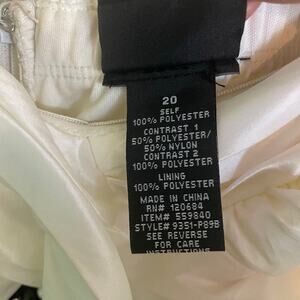 20
SELF
100% POLYESTER
CONTRAST 1
50% POLYESTER/
50% NYLON
CONTRAST 2
100% POLYESTER
LINING
100% POLYESTER
MADE IN CHINA
RN# 120684
ITEM# 559840
STYLE# 9351-P89B
SEE REVERSE
FOR CARE
INSTRUCTIONS